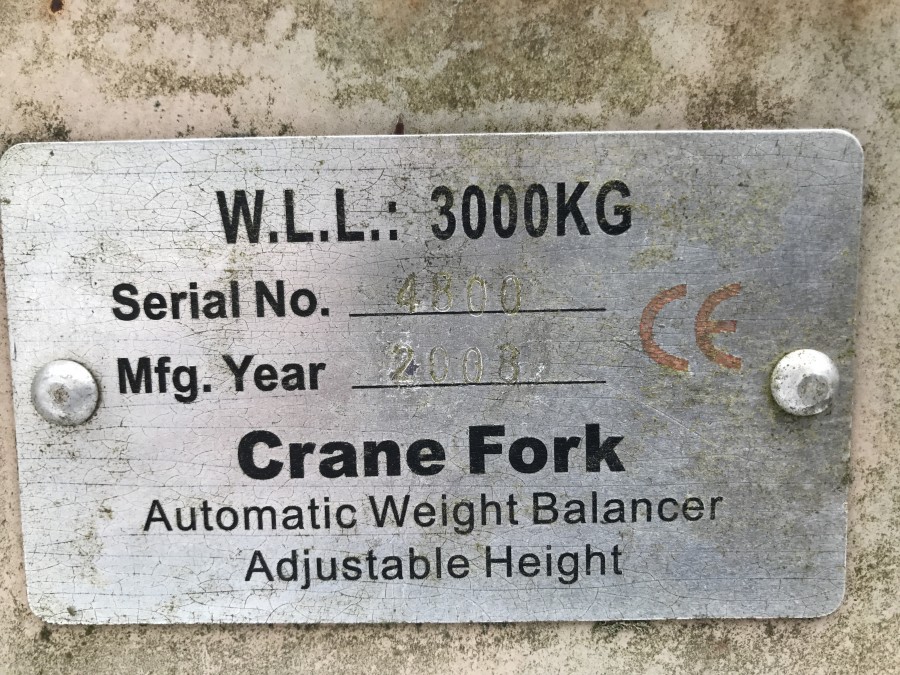 W.L.L.: 3000KG
Serial No. 4800
Mfg. Year 2008
CE
Crane Fork
Automatic Weight Balancer
Adjustable Height